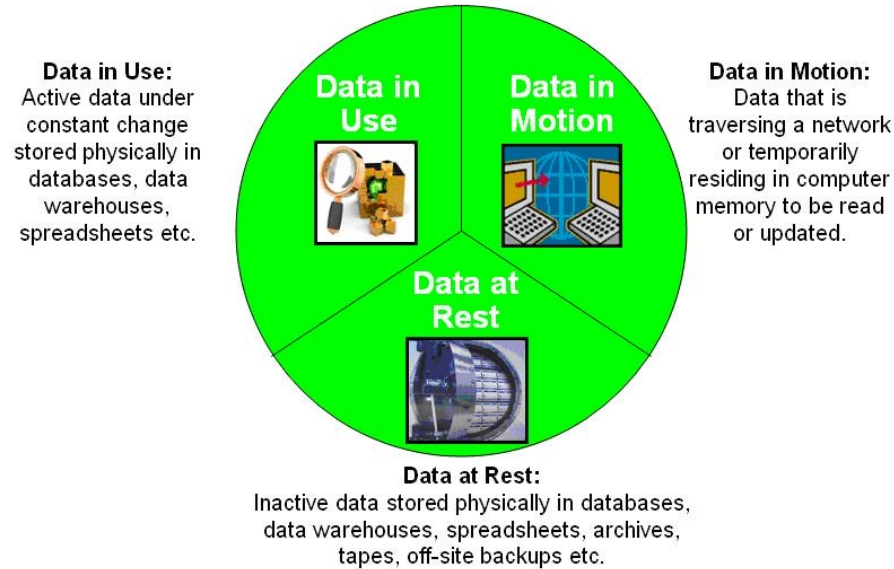 Data in Use:
Active data under
constant change
stored physically in
databases, data
warehouses,
spreadsheets etc.
Data in
Use
Data in
Motion
Data in Motion:
Data that is
traversing a network
or temporarily
residing in computer
memory to be read
or updated.
Data at
Rest
Data at Rest:
Inactive data stored physically in databases,
data warehouses, spreadsheets, archives,
tapes, off-site backups etc.